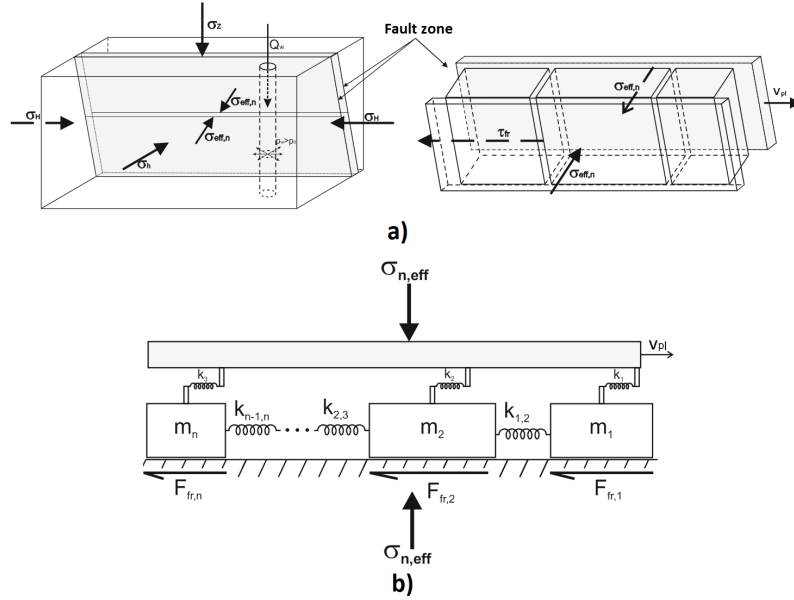 σz
Qw
Fault zone
σeff,n
σeff,n
σH
σH
σeff,n
Vpl
τfr
σh
σeff,n
a)
σn,eff
Vpl
k3
k2
k1
kn-1,n
k2,3
k1,2
mn
m2
m1
Ffr,n
Ffr,2
Ffr,1
σn,eff
b)